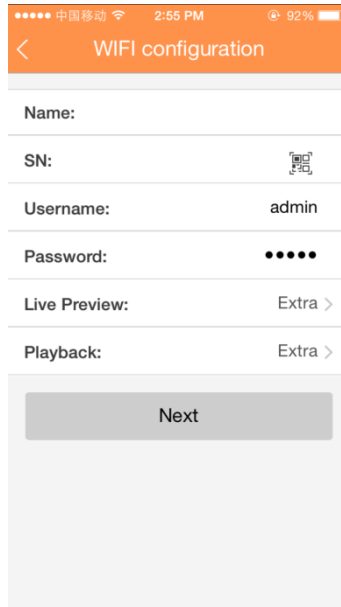 中国移动 2:55 PM 92%
WIFI configuration
Name:
SN:
Username: admin
Password: •••••
Live Preview: Extra
Playback: Extra
Next